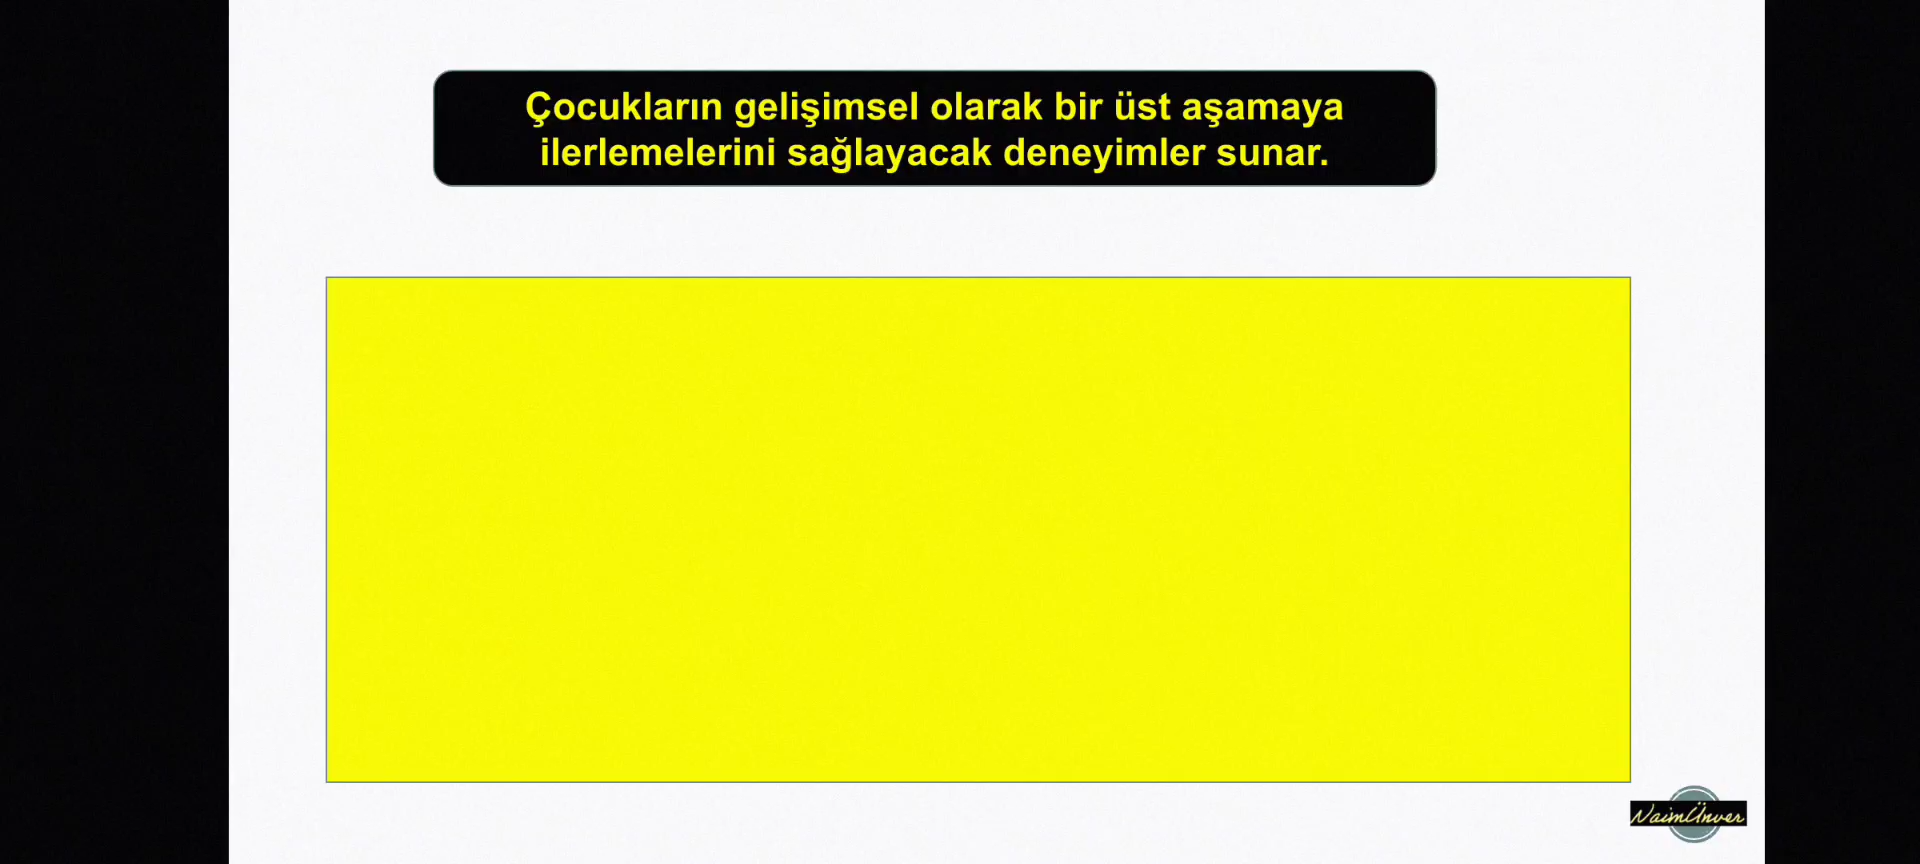 Çocukların gelişimsel olarak bir üst aşamaya
ilerlemelerini sağlayacak deneyimler sunar.
NaimÜnver